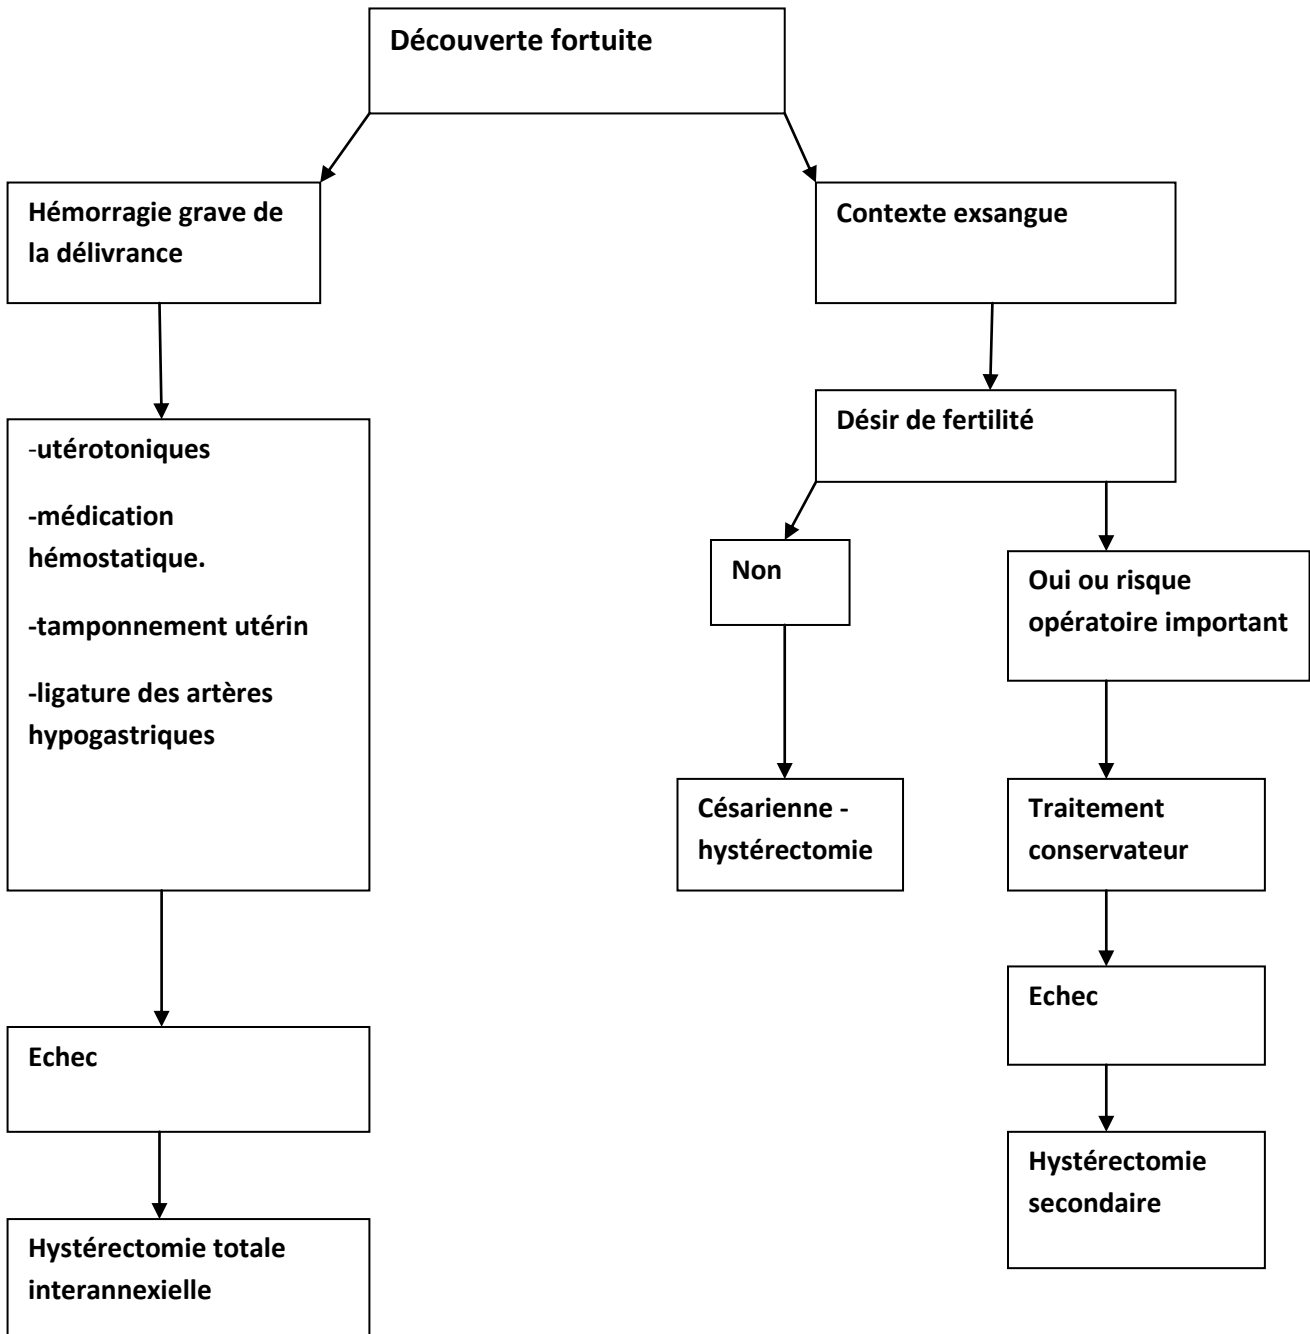 Découverte fortuite
Hémorragie grave de
la délivrance
Contexte exsangue
Désir de fertilité
-utérotoniques
-médication
hémostatique.
-tamponnement utérin
-ligature des artères
hypogastriques
Non
Oui ou risque
opératoire important
Césarienne -
hystérectomie
Traitement
conservateur
Echec
Echec
Hystérectomie
secondaire
Hystérectomie totale
interannexielle